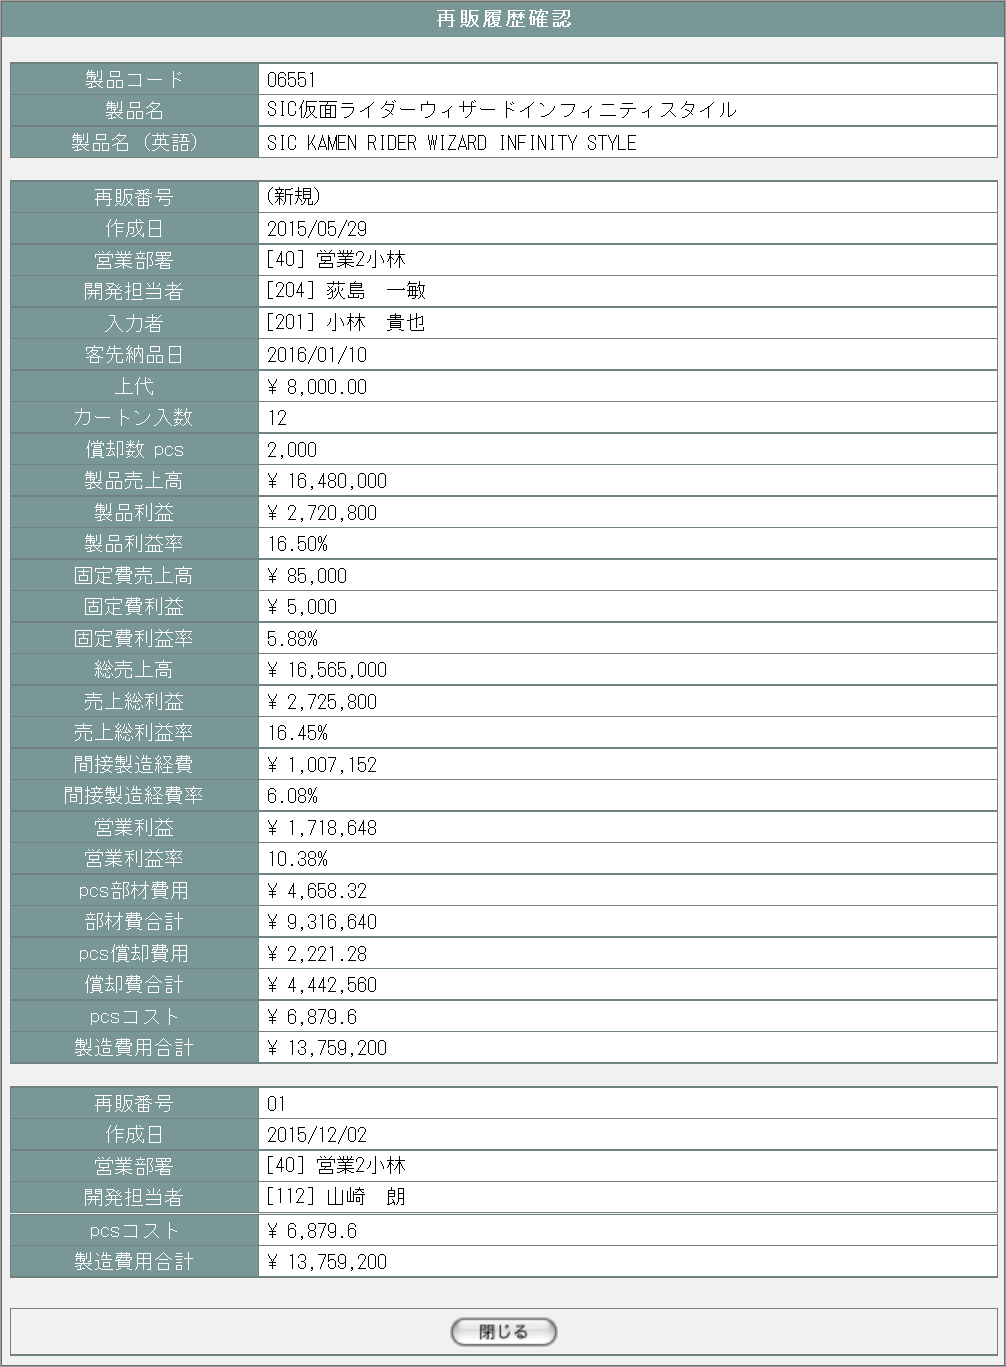 再販履歴確認
製品コード 06551
製品名 SIC仮面ライダーウィザードインフィニティスタイル
製品名 (英語) SIC KAMEN RIDER WIZARD INFINITY STYLE
再販番号 (新規)
作成日 2015/05/29
営業部署 [40] 営業2小林
開発担当者 [204] 荻島　一敏
入力者 [201] 小林　貴也
客先納品日 2016/01/10
上代 ¥ 8,000.00
カートン入数 12
償却数 pcs 2,000
製品売上高 ¥ 16,480,000
製品利益 ¥ 2,720,800
製品利益率 16.50%
固定費売上高 ¥ 85,000
固定費利益 ¥ 5,000
固定費利益率 5.88%
総売上高 ¥ 16,565,000
売上総利益 ¥ 2,725,800
売上総利益率 16.45%
間接製造経費 ¥ 1,007,152
間接製造経費率 6.08%
営業利益 ¥ 1,718,648
営業利益率 10.38%
pcs部材費用 ¥ 4,658.32
部材費合計 ¥ 9,316,640
pcs償却費用 ¥ 2,221.28
償却費合計 ¥ 4,442,560
pcsコスト ¥ 6,879.6
製造費用合計 ¥ 13,759,200
再販番号 01
作成日 2015/12/02
営業部署 [40] 営業2小林
開発担当者 [112] 山崎　朗
pcsコスト ¥ 6,879.6
製造費用合計 ¥ 13,759,200
閉じる